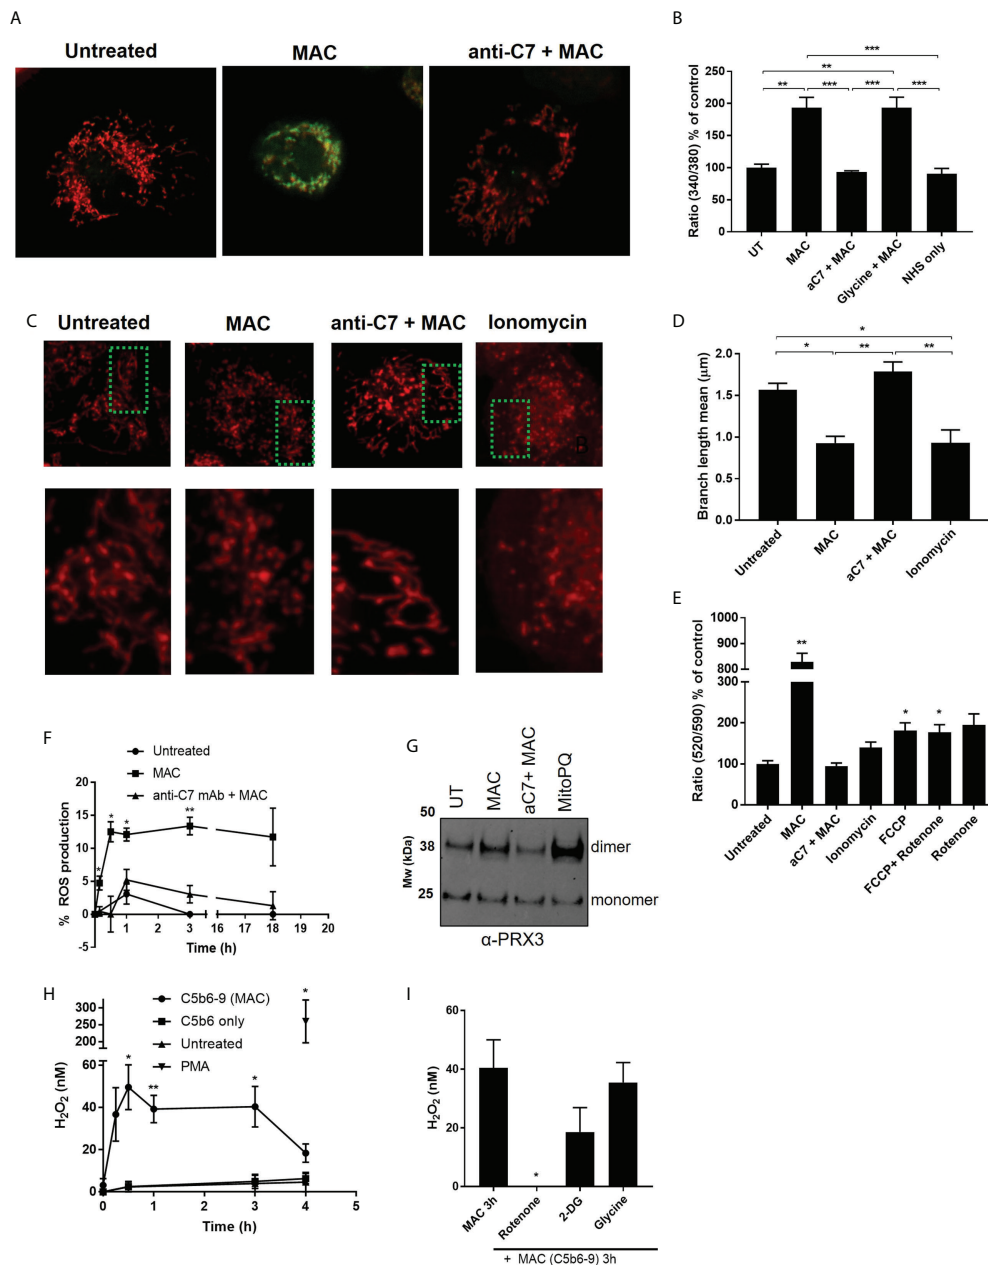 A
Untreated
MAC
anti-C7 + MAC
B
Ratio (340/380) % of control
250
200
150
100
50
0
***
**
** *** *** ***
UT
MAC
aC7 + MAC
Glycine + MAC
NHS only
C
Untreated
MAC
anti-C7 + MAC
Ionomycin
B
D
Branch length mean (μm)
2.0
1.5
1.0
0.5
0.0
*
* ** **
Untreated
MAC
aC7 + MAC
Ionomycin
E
Ratio (520/590) % of control
1000
900
800
300
200
100
0
**
* *
Untreated
MAC
aC7 + MAC
Ionomycin
FCCP
FCCP+ Rotenone
Rotenone
F
Untreated
MAC
anti-C7 mAb + MAC
% ROS production
20
15
10
5
0
-5
* * * **
1 2 3 16 17 18 19 20
Time (h)
G
UT
MAC
aC7+ MAC
MitoPQ
Mw (kDa)
50
38
25
dimer
monomer
α-PRX3
H
C5b6-9 (MAC)
C5b6 only
Untreated
PMA
H2O2 (nM)
300
250
200
150
60
40
20
0
* ** * *
0 1 2 3 4 5
Time (h)
I
H2O2 (nM)
60
40
20
0
*
MAC 3h
Rotenone
2-DG
Glycine
+ MAC (C5b6-9) 3h